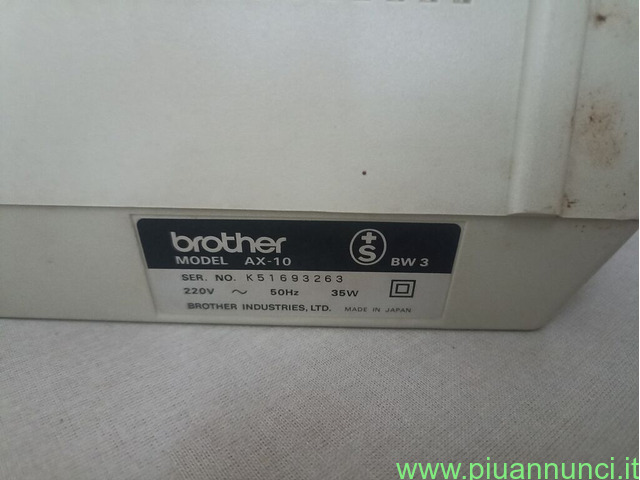 brother
MODEL AX-10
+S BW 3
SER. NO. K51693263
220V ~ 50Hz 35W
BROTHER INDUSTRIES, LTD. MADE IN JAPAN
www.piuannunci.it